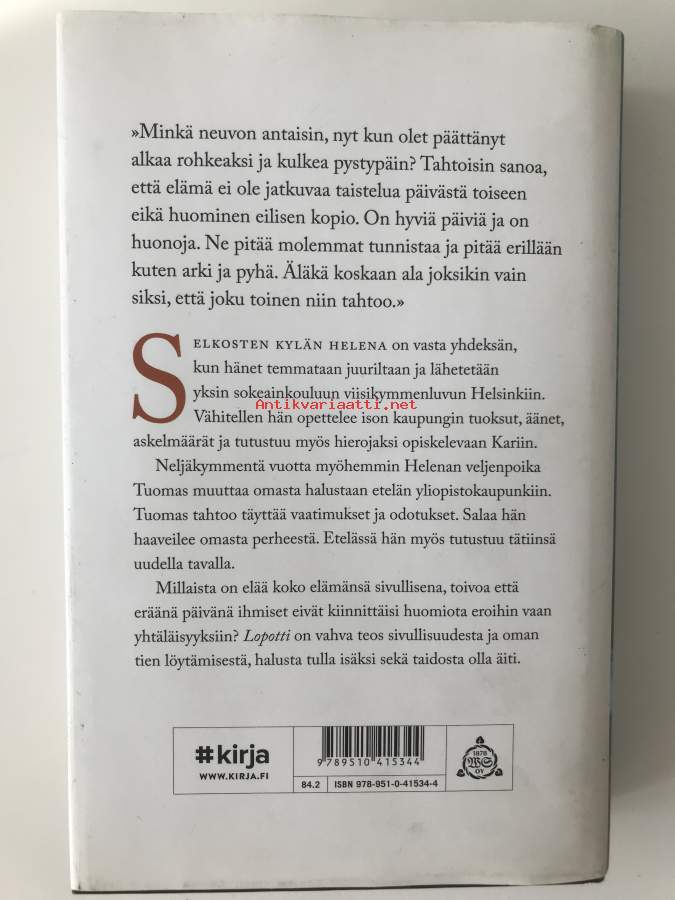 »Minkä neuvon antaisin, nyt kun olet päättänyt
alkaa rohkeaksi ja kulkea pystypäin? Tahtoisin sanoa,
että elämä ei ole jatkuvaa taistelua päivästä toiseen
eikä huominen eilisen kopio. On hyviä päiviä ja on
huonoja. Ne pitää molemmat tunnistaa ja pitää erillään
kuten arki ja pyhä. Äläkä koskaan ala joksikin vain
siksi, että joku toinen niin tahtoo.»
SELKOSTEN KYLÄN HELENA on vasta yhdeksän,
kun hänet temmataan juuriltaan ja lähetetään
yksin sokeainkouluun viisikymmenluvun Helsinkiin.
Antikvariaatti.net
Vähitellen hän opettelee ison kaupungin tuoksut, äänet,
askelmäärät ja tutustuu myös hierojaksi opiskelevaan Kariin.
Neljäkymmentä vuotta myöhemmin Helenan veljenpoika
Tuomas muuttaa omasta halustaan etelän yliopistokaupunkiin.
Tuomas tahtoo täyttää vaatimukset ja odotukset. Salaa hän
haaveilee omasta perheestä. Etelässä hän myös tutustuu tätiinsä
uudella tavalla.
Millaista on elää koko elämänsä sivullisena, toivoa että
eräänä päivänä ihmiset eivät kiinnittäisi huomiota eroihin vaan
yhtäläisyyksiin? Lopotti on vahva teos sivullisuudesta ja oman
tien löytämisestä, halusta tulla isäksi sekä taidosta olla äiti.
#kirja
WWW.KIRJA.FI
9789510415344
84.2
ISBN 978-951-0-41534-4
1878
WS
OY